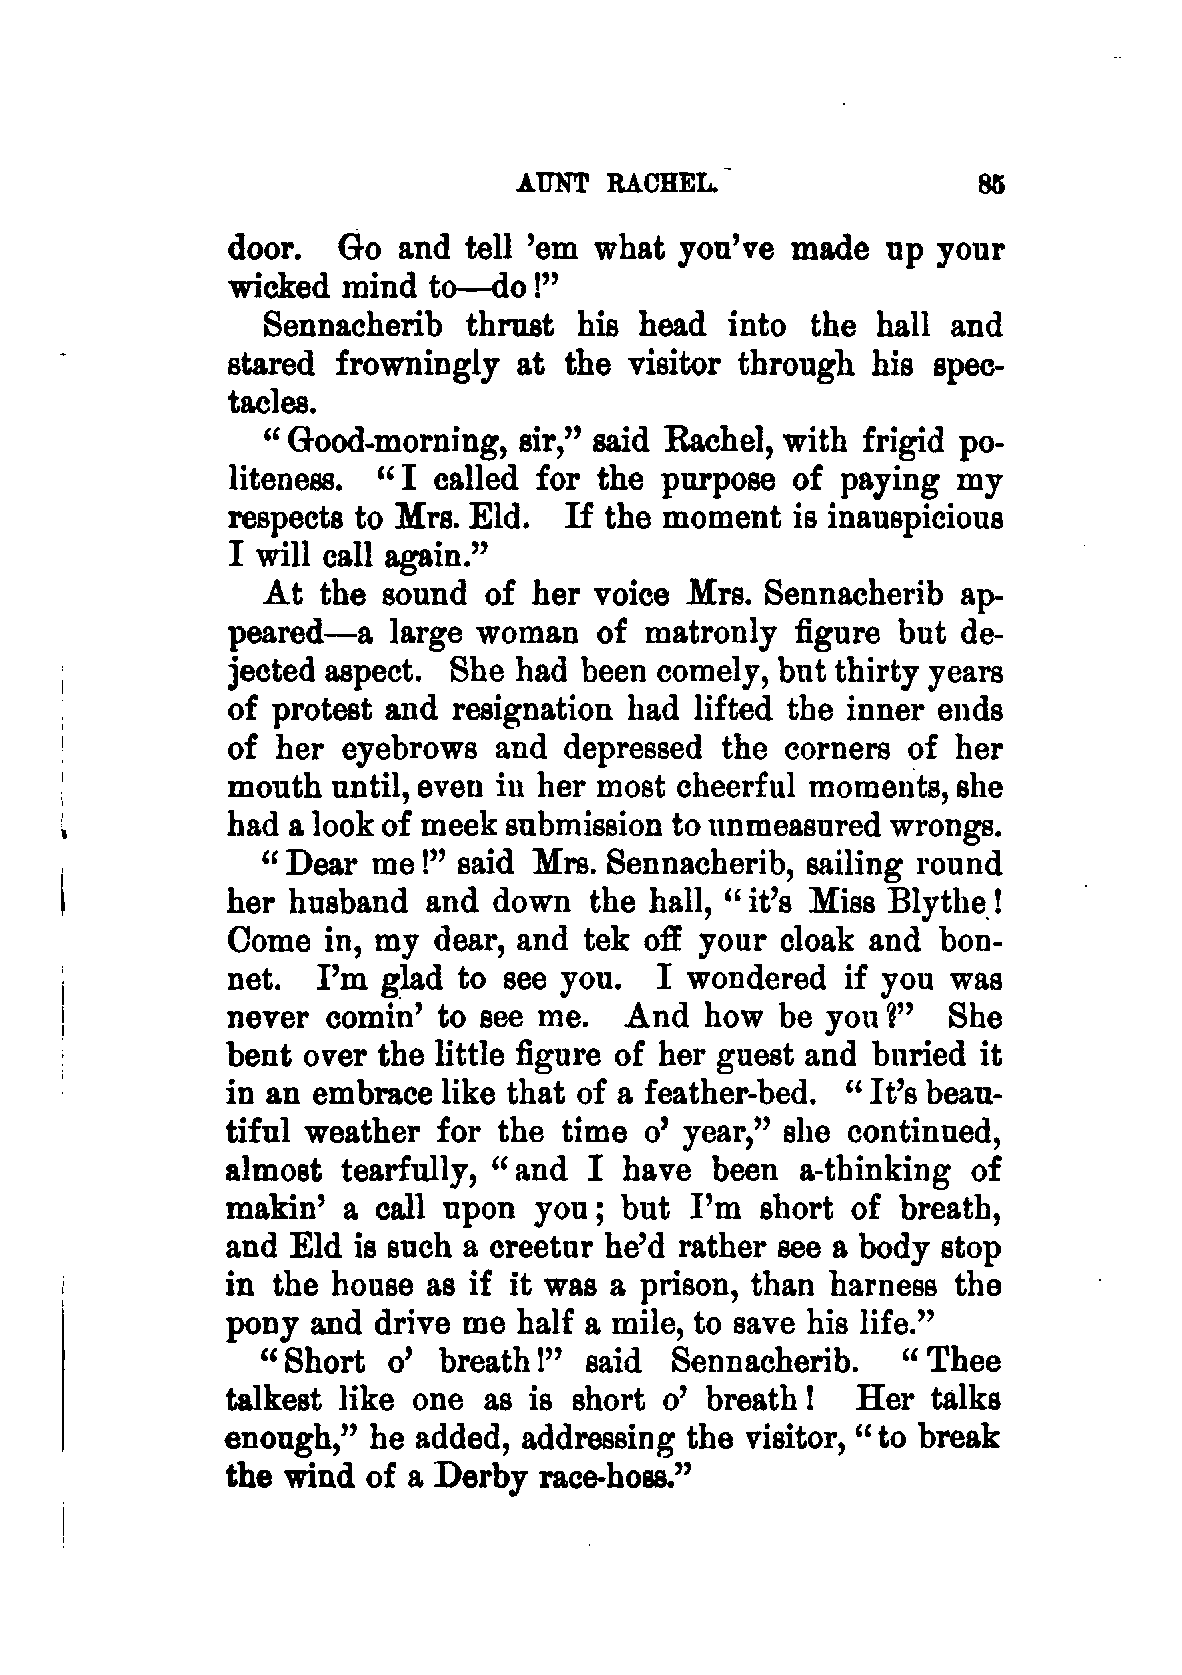 AUNT RACHEL. 85
door. Go and tell 'em what you've made up your
wicked mind to—do!"
Sennacherib thrust his head into the hall and
stared frowningly at the visitor through his spec-
tacles.
"Good-morning, sir," said Rachel, with frigid po-
liteness. "I called for the purpose of paying my
respects to Mrs. Eld. If the moment is inauspicious
I will call again."
At the sound of her voice Mrs. Sennacherib ap-
peared—a large woman of matronly figure but de-
jected aspect. She had been comely, but thirty years
of protest and resignation had lifted the inner ends
of her eyebrows and depressed the corners of her
mouth until, even in her most cheerful moments, she
had a look of meek submission to unmeasured wrongs.
"Dear me!" said Mrs. Sennacherib, sailing round
her husband and down the hall, "it's Miss Blythe!
Come in, my dear, and tek off your cloak and bon-
net. I'm glad to see you. I wondered if you was
never comin' to see me. And how be you?" She
bent over the little figure of her guest and buried it
in an embrace like that of a feather-bed. "It's beau-
tiful weather for the time o' year," she continued,
almost tearfully, "and I have been a-thinking of
makin' a call upon you; but I'm short of breath,
and Eld is such a creetur he'd rather see a body stop
in the house as if it was a prison, than harness the
pony and drive me half a mile, to save his life."
"Short o' breath!" said Sennacherib. "Thee
talkest like one as is short o' breath! Her talks
enough," he added, addressing the visitor, "to break
the wind of a Derby race-hoss."